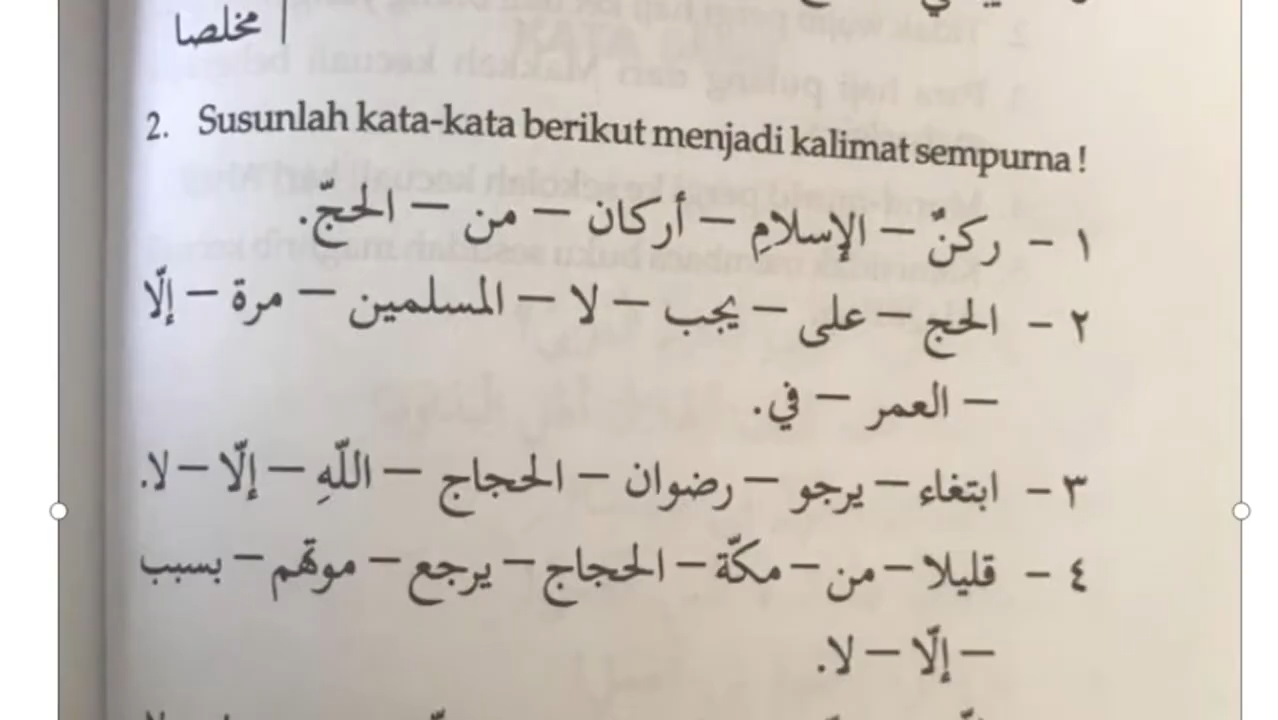 مخلصا
2. Susunlah kata-kata berikut menjadi kalimat sempurna !
١ - ركنٌ – الإسلامِ – أركان – من – الحجّ.
٢ - الحج – على – يجب – لا – المسلمين – مرة – إلّا
– العمر – في.
٣ - ابتغاء – يرجو – رضوان – الحجاج – اللّهِ – إلّا – لا.
٤ - قليلا – من – مكّة – الحجاج – يرجع – موتهم – بسبب
– إلّا – لا.